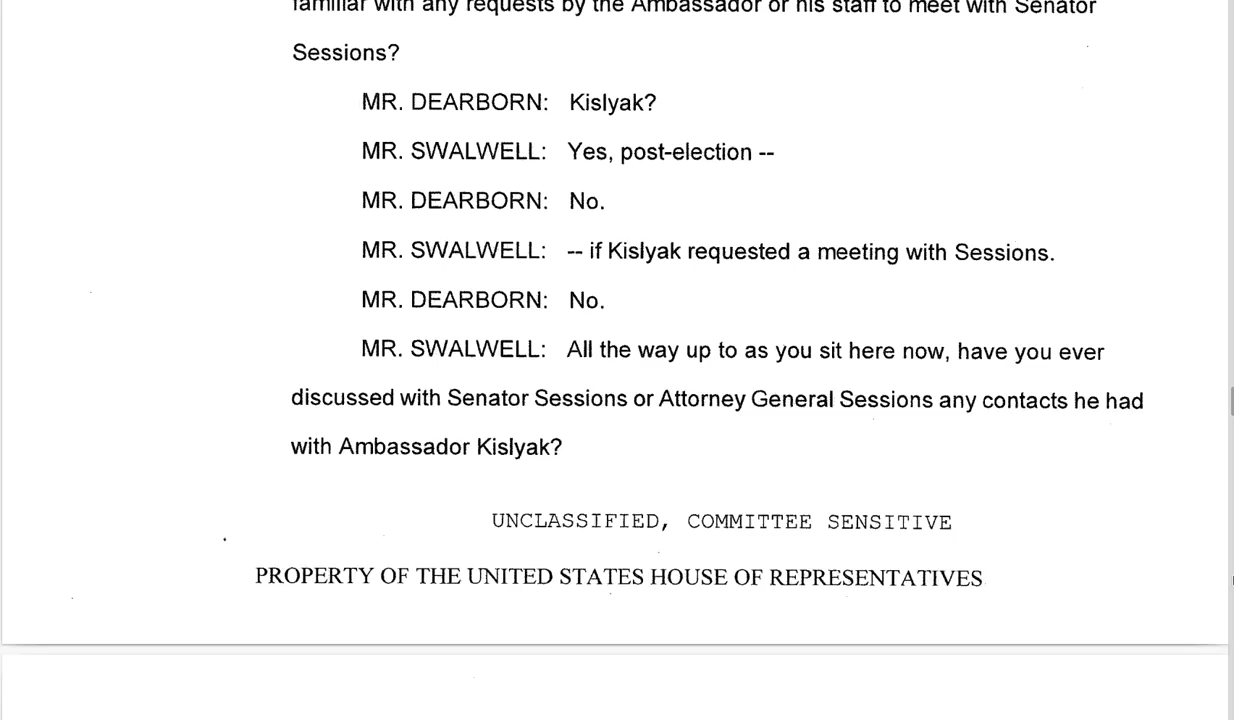 familiar with any requests by the Ambassador or his staff to meet with Senator
Sessions?
MR. DEARBORN: Kislyak?
MR. SWALWELL: Yes, post-election --
MR. DEARBORN: No.
MR. SWALWELL: -- if Kislyak requested a meeting with Sessions.
MR. DEARBORN: No.
MR. SWALWELL: All the way up to as you sit here now, have you ever
discussed with Senator Sessions or Attorney General Sessions any contacts he had
with Ambassador Kislyak?
UNCLASSIFIED, COMMITTEE SENSITIVE
PROPERTY OF THE UNITED STATES HOUSE OF REPRESENTATIVES